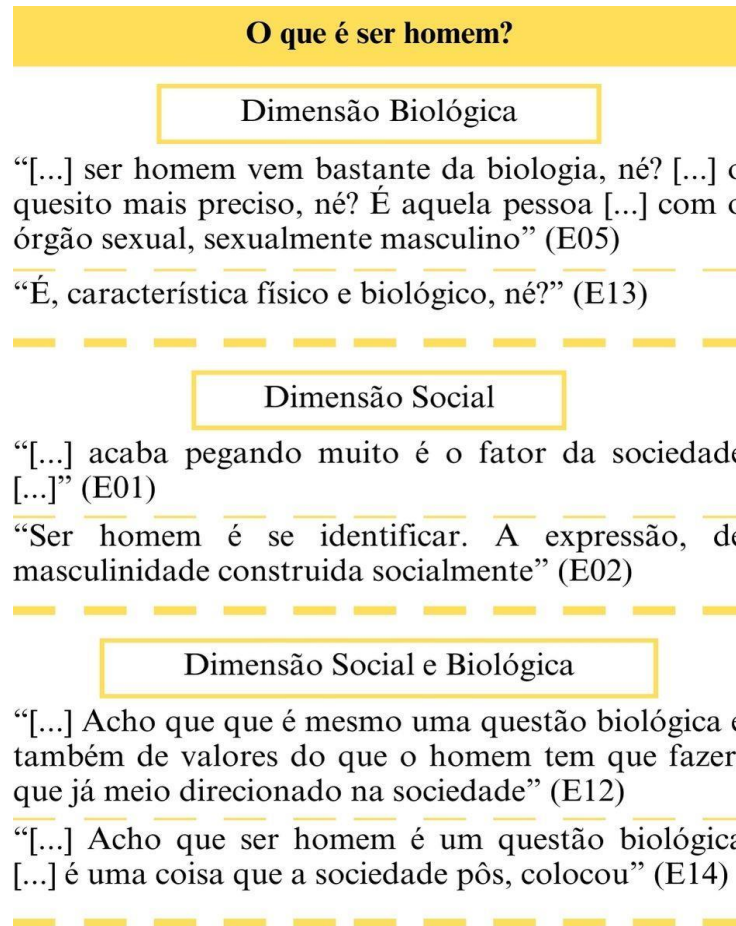 O que é ser homem?
Dimensão Biológica
“[...] ser homem vem bastante da biologia, né? [...] o
quesito mais preciso, né? É aquela pessoa [...] com o
órgão sexual, sexualmente masculino” (E05)
“É, característica físico e biológico, né?” (E13)
Dimensão Social
“[...] acaba pegando muito é o fator da sociedade
[...]” (E01)
“Ser homem é se identificar. A expressão, de
masculinidade construida socialmente” (E02)
Dimensão Social e Biológica
“[...] Acho que que é mesmo uma questão biológica e
também de valores do que o homem tem que fazer
que já meio direcionado na sociedade” (E12)
“[...] Acho que ser homem é um questão biológica
[...] é uma coisa que a sociedade pôs, colocou” (E14)